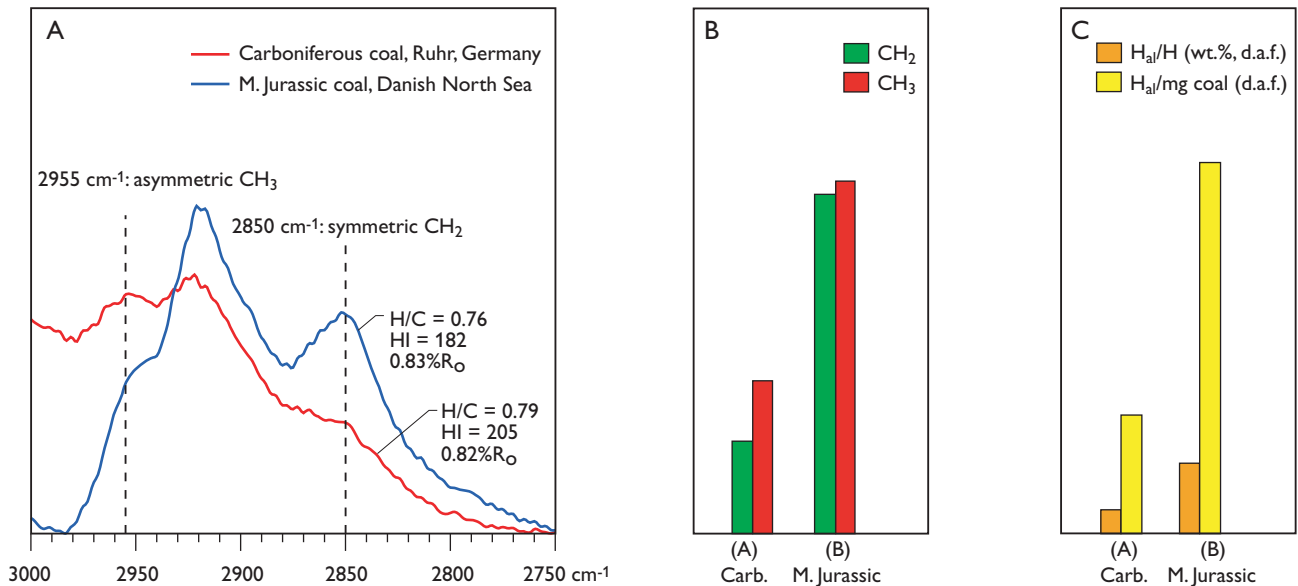 A
Carboniferous coal, Ruhr, Germany
M. Jurassic coal, Danish North Sea
2955 cm-1: asymmetric CH3
2850 cm-1: symmetric CH2
H/C = 0.76
HI = 182
0.83%RO
H/C = 0.79
HI = 205
0.82%RO
3000 2950 2900 2850 2800 2750 cm-1
B
CH2
CH3
(A) (B)
Carb. M. Jurassic
C
Hal/H (wt.%, d.a.f.)
Hal/mg coal (d.a.f.)
(A) (B)
Carb. M. Jurassic